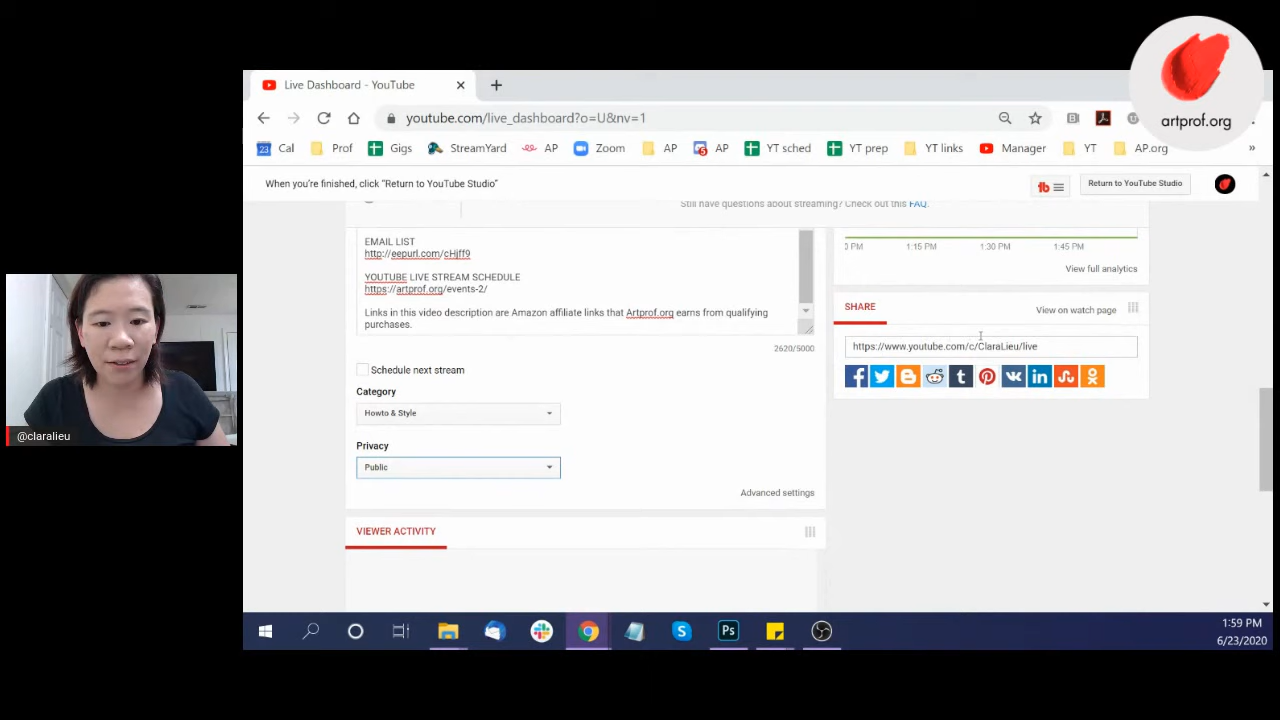 artprof.org
Live Dashboard - YouTube
youtube.com/live_dashboard?o=U&nv=1
23 Cal Prof Gigs StreamYard AP Zoom AP 5 AP YT sched YT prep YT links Manager YT AP.org »
When you're finished, click "Return to YouTube Studio"
Return to YouTube Studio
Still have questions about streaming? Check out this FAQ.
EMAIL LIST
http://eepurl.com/cHjff9
YOUTUBE LIVE STREAM SCHEDULE
https://artprof.org/events-2/
Links in this video description are Amazon affiliate links that Artprof.org earns from qualifying
purchases.
2620/5000
Schedule next stream
Category
Howto & Style
Privacy
Public
Advanced settings
VIEWER ACTIVITY
1:15 PM 1:30 PM 1:45 PM
View full analytics
SHARE
View on watch page
https://www.youtube.com/c/ClaraLieu/live
@claralieu
Ps
1:59 PM
6/23/2020